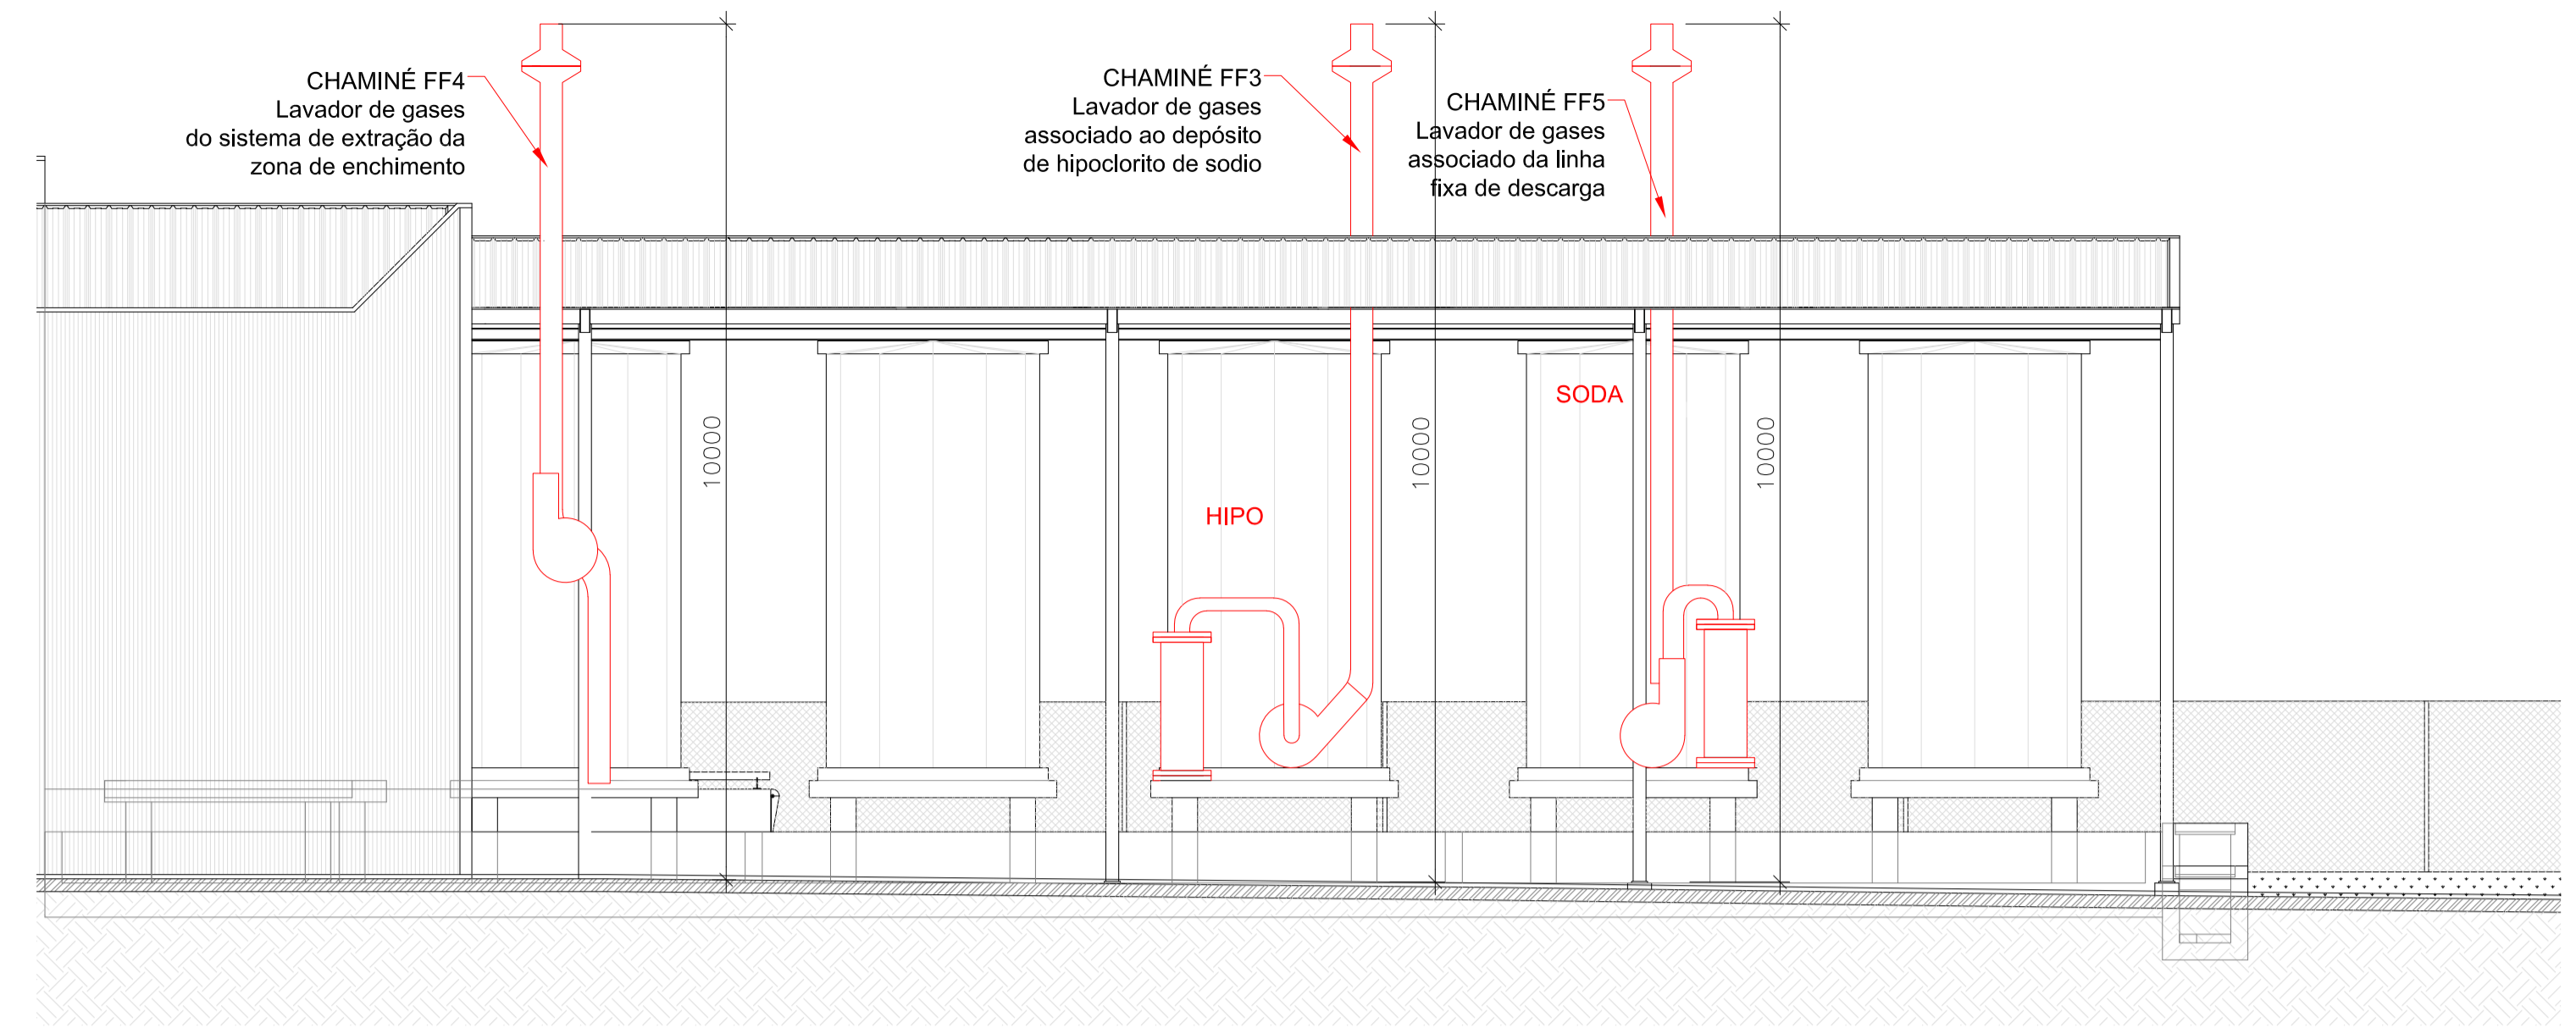 CHAMINÉ FF4
Lavador de gases
do sistema de extração da
zona de enchimento
CHAMINÉ FF3
Lavador de gases
associado ao depósito
de hipoclorito de sodio
CHAMINÉ FF5
Lavador de gases
associado da linha
fixa de descarga
SODA
HIPO
10000
10000
10000